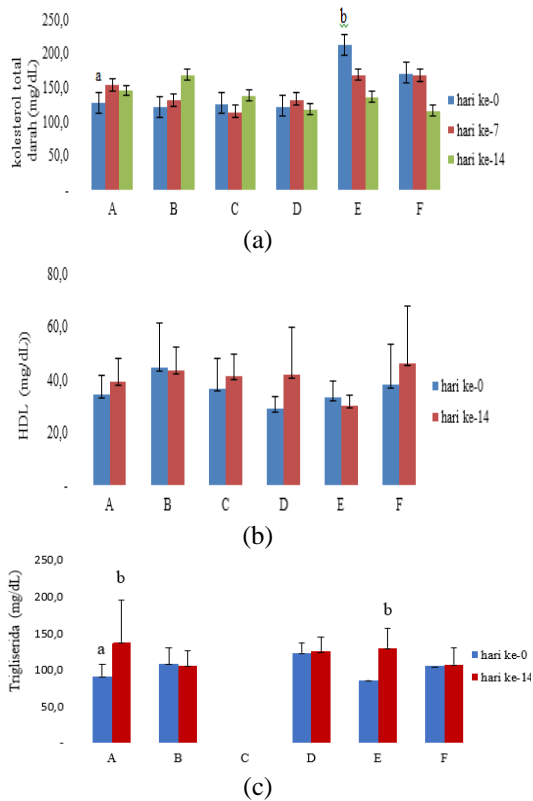 kolesterol total
darah (mg/dL)
250,0
200,0
150,0
100,0
50,0
-
a
b
A B C D E F
hari ke-0
hari ke-7
hari ke-14
(a)
HDL (mg/dL))
80,0
60,0
40,0
20,0
-
A B C D E F
hari ke-0
hari ke-14
(b)
Trigliserida (mg/dL)
250,0
200,0
150,0
100,0
50,0
-
a
b
b
A B C D E F
hari ke-0
hari ke-14
(c)